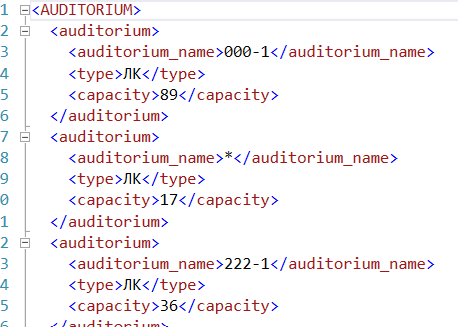 1 <AUDITORIUM>
2 <auditorium>
3 <auditorium_name>000-1</auditorium_name>
4 <type>ЛК</type>
5 <capacity>89</capacity>
6 </auditorium>
7 <auditorium>
8 <auditorium_name>*</auditorium_name>
9 <type>ЛК</type>
0 <capacity>17</capacity>
1 </auditorium>
2 <auditorium>
3 <auditorium_name>222-1</auditorium_name>
4 <type>ЛК</type>
5 <capacity>36</capacity>
6 </auditorium>